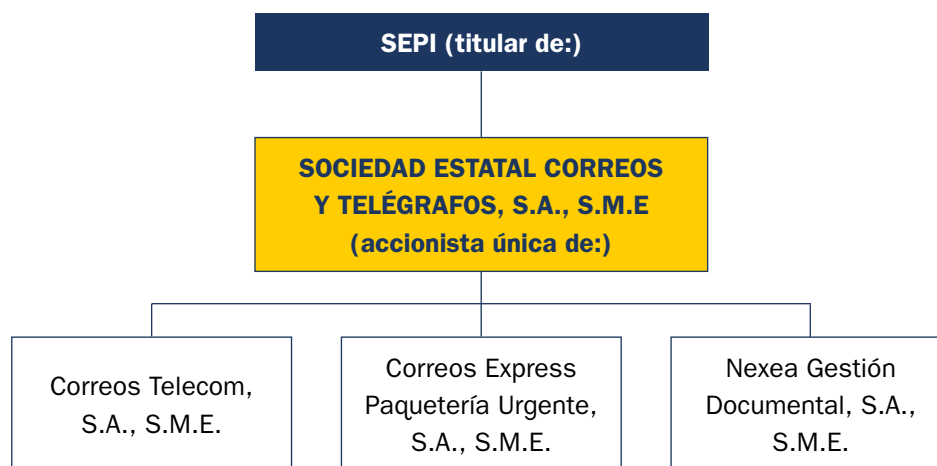 SEPI (titular de:)
SOCIEDAD ESTATAL CORREOS
Y TELÉGRAFOS, S.A., S.M.E
(accionista única de:)
Correos Telecom,
S.A., S.M.E.
Correos Express
Paquetería Urgente,
S.A., S.M.E.
Nexea Gestión
Documental, S.A.,
S.M.E.